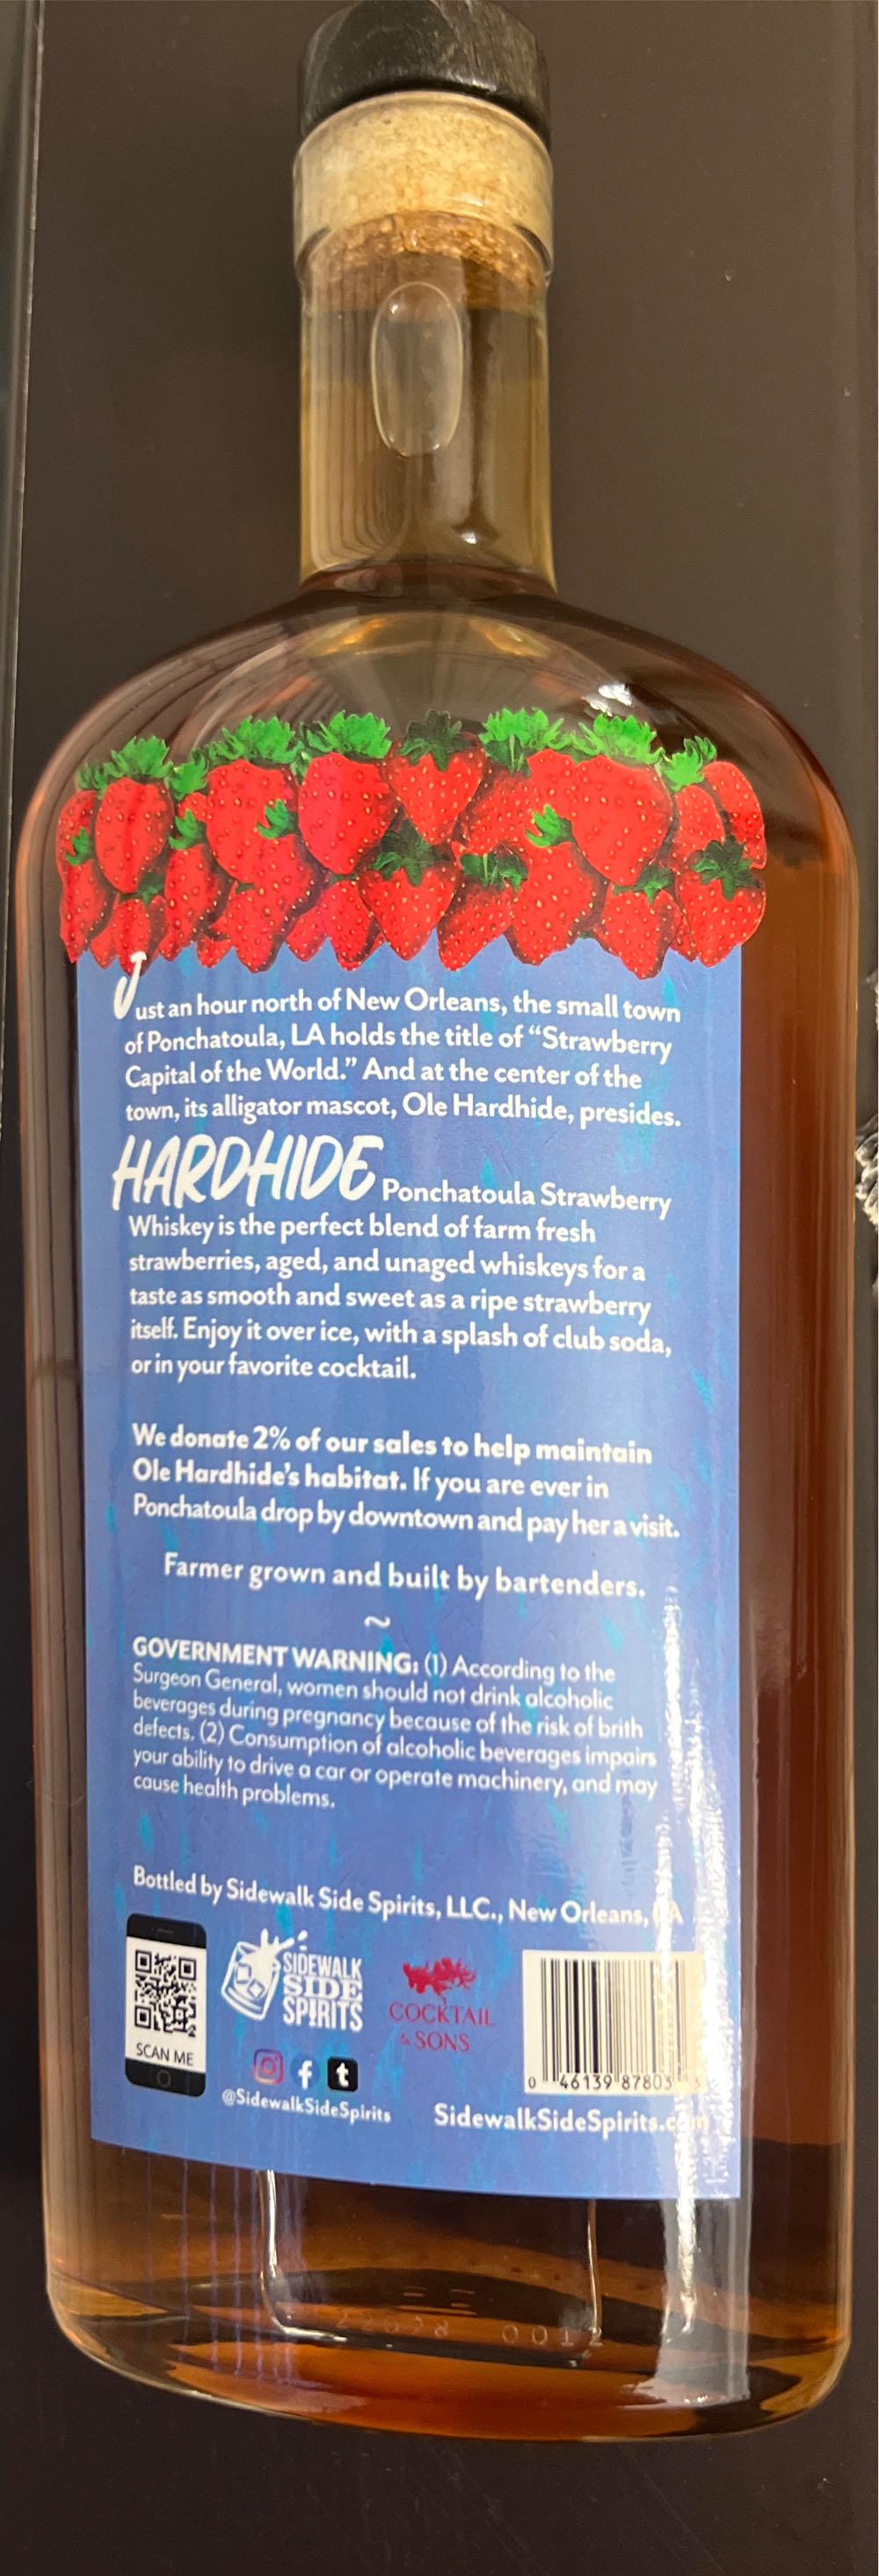 Just an hour north of New Orleans, the small town
of Ponchatoula, LA holds the title of “Strawberry
Capital of the World.” And at the center of the
town, its alligator mascot, Ole Hardhide, presides.
HARDHIDE Ponchatoula Strawberry
Whiskey is the perfect blend of farm fresh
strawberries, aged, and unaged whiskeys for a
taste as smooth and sweet as a ripe strawberry
itself. Enjoy it over ice, with a splash of club soda,
or in your favorite cocktail.
We donate 2% of our sales to help maintain
Ole Hardhide’s habitat. If you are ever in
Ponchatoula drop by downtown and pay her a visit.
Farmer grown and built by bartenders.
~
GOVERNMENT WARNING: (1) According to the
Surgeon General, women should not drink alcoholic
beverages during pregnancy because of the risk of brith
defects. (2) Consumption of alcoholic beverages impairs
your ability to drive a car or operate machinery, and may
cause health problems.
Bottled by Sidewalk Side Spirits, LLC., New Orleans, LA
SCAN ME
SIDEWALK
SIDE
SPIRITS
COCKTAIL
& SONS
@SidewalkSideSpirits
0 46139 87803
SidewalkSideSpirits.com
0012